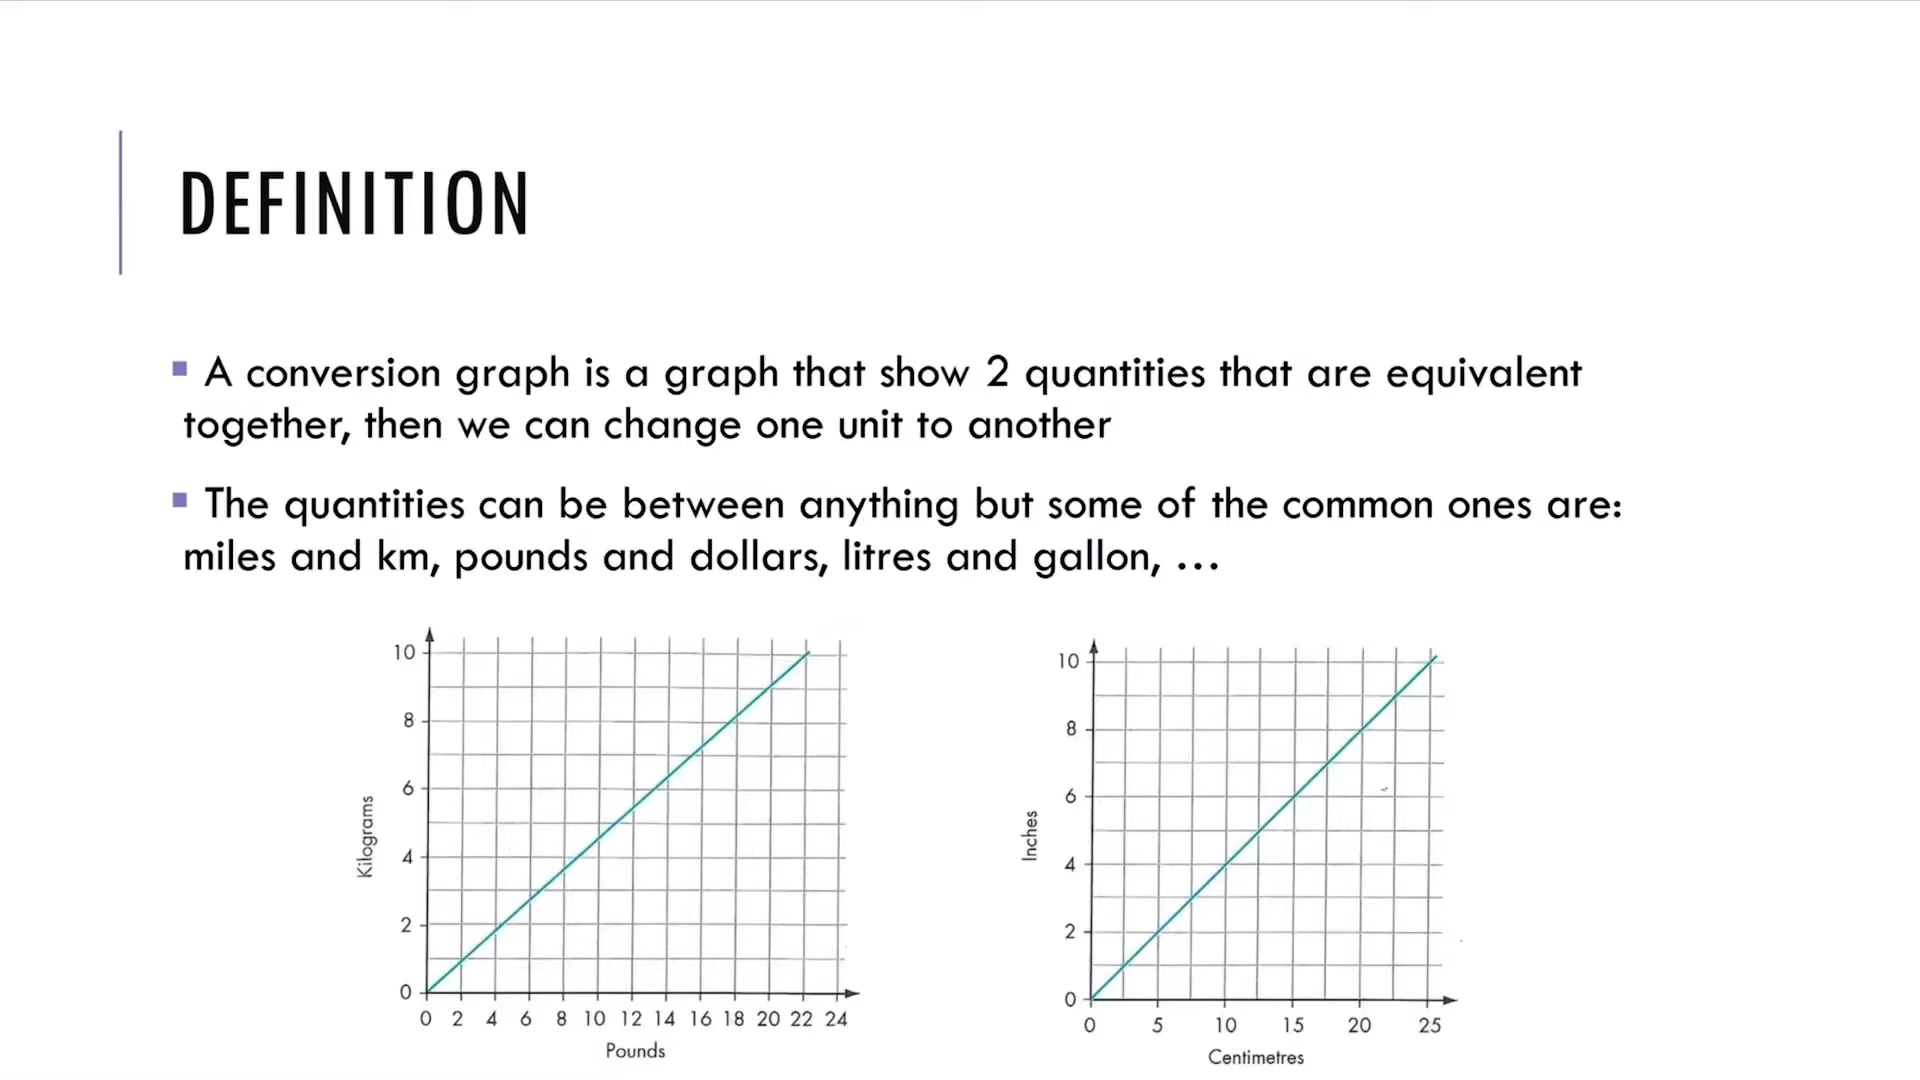 DEFINITION
A conversion graph is a graph that show 2 quantities that are equivalent
together, then we can change one unit to another
The quantities can be between anything but some of the common ones are:
miles and km, pounds and dollars, litres and gallon, ...
10
8
6
4
2
0
Kilograms
0 2 4 6 8 10 12 14 16 18 20 22 24
Pounds
10
8
6
4
2
0
Inches
0 5 10 15 20 25
Centimetres